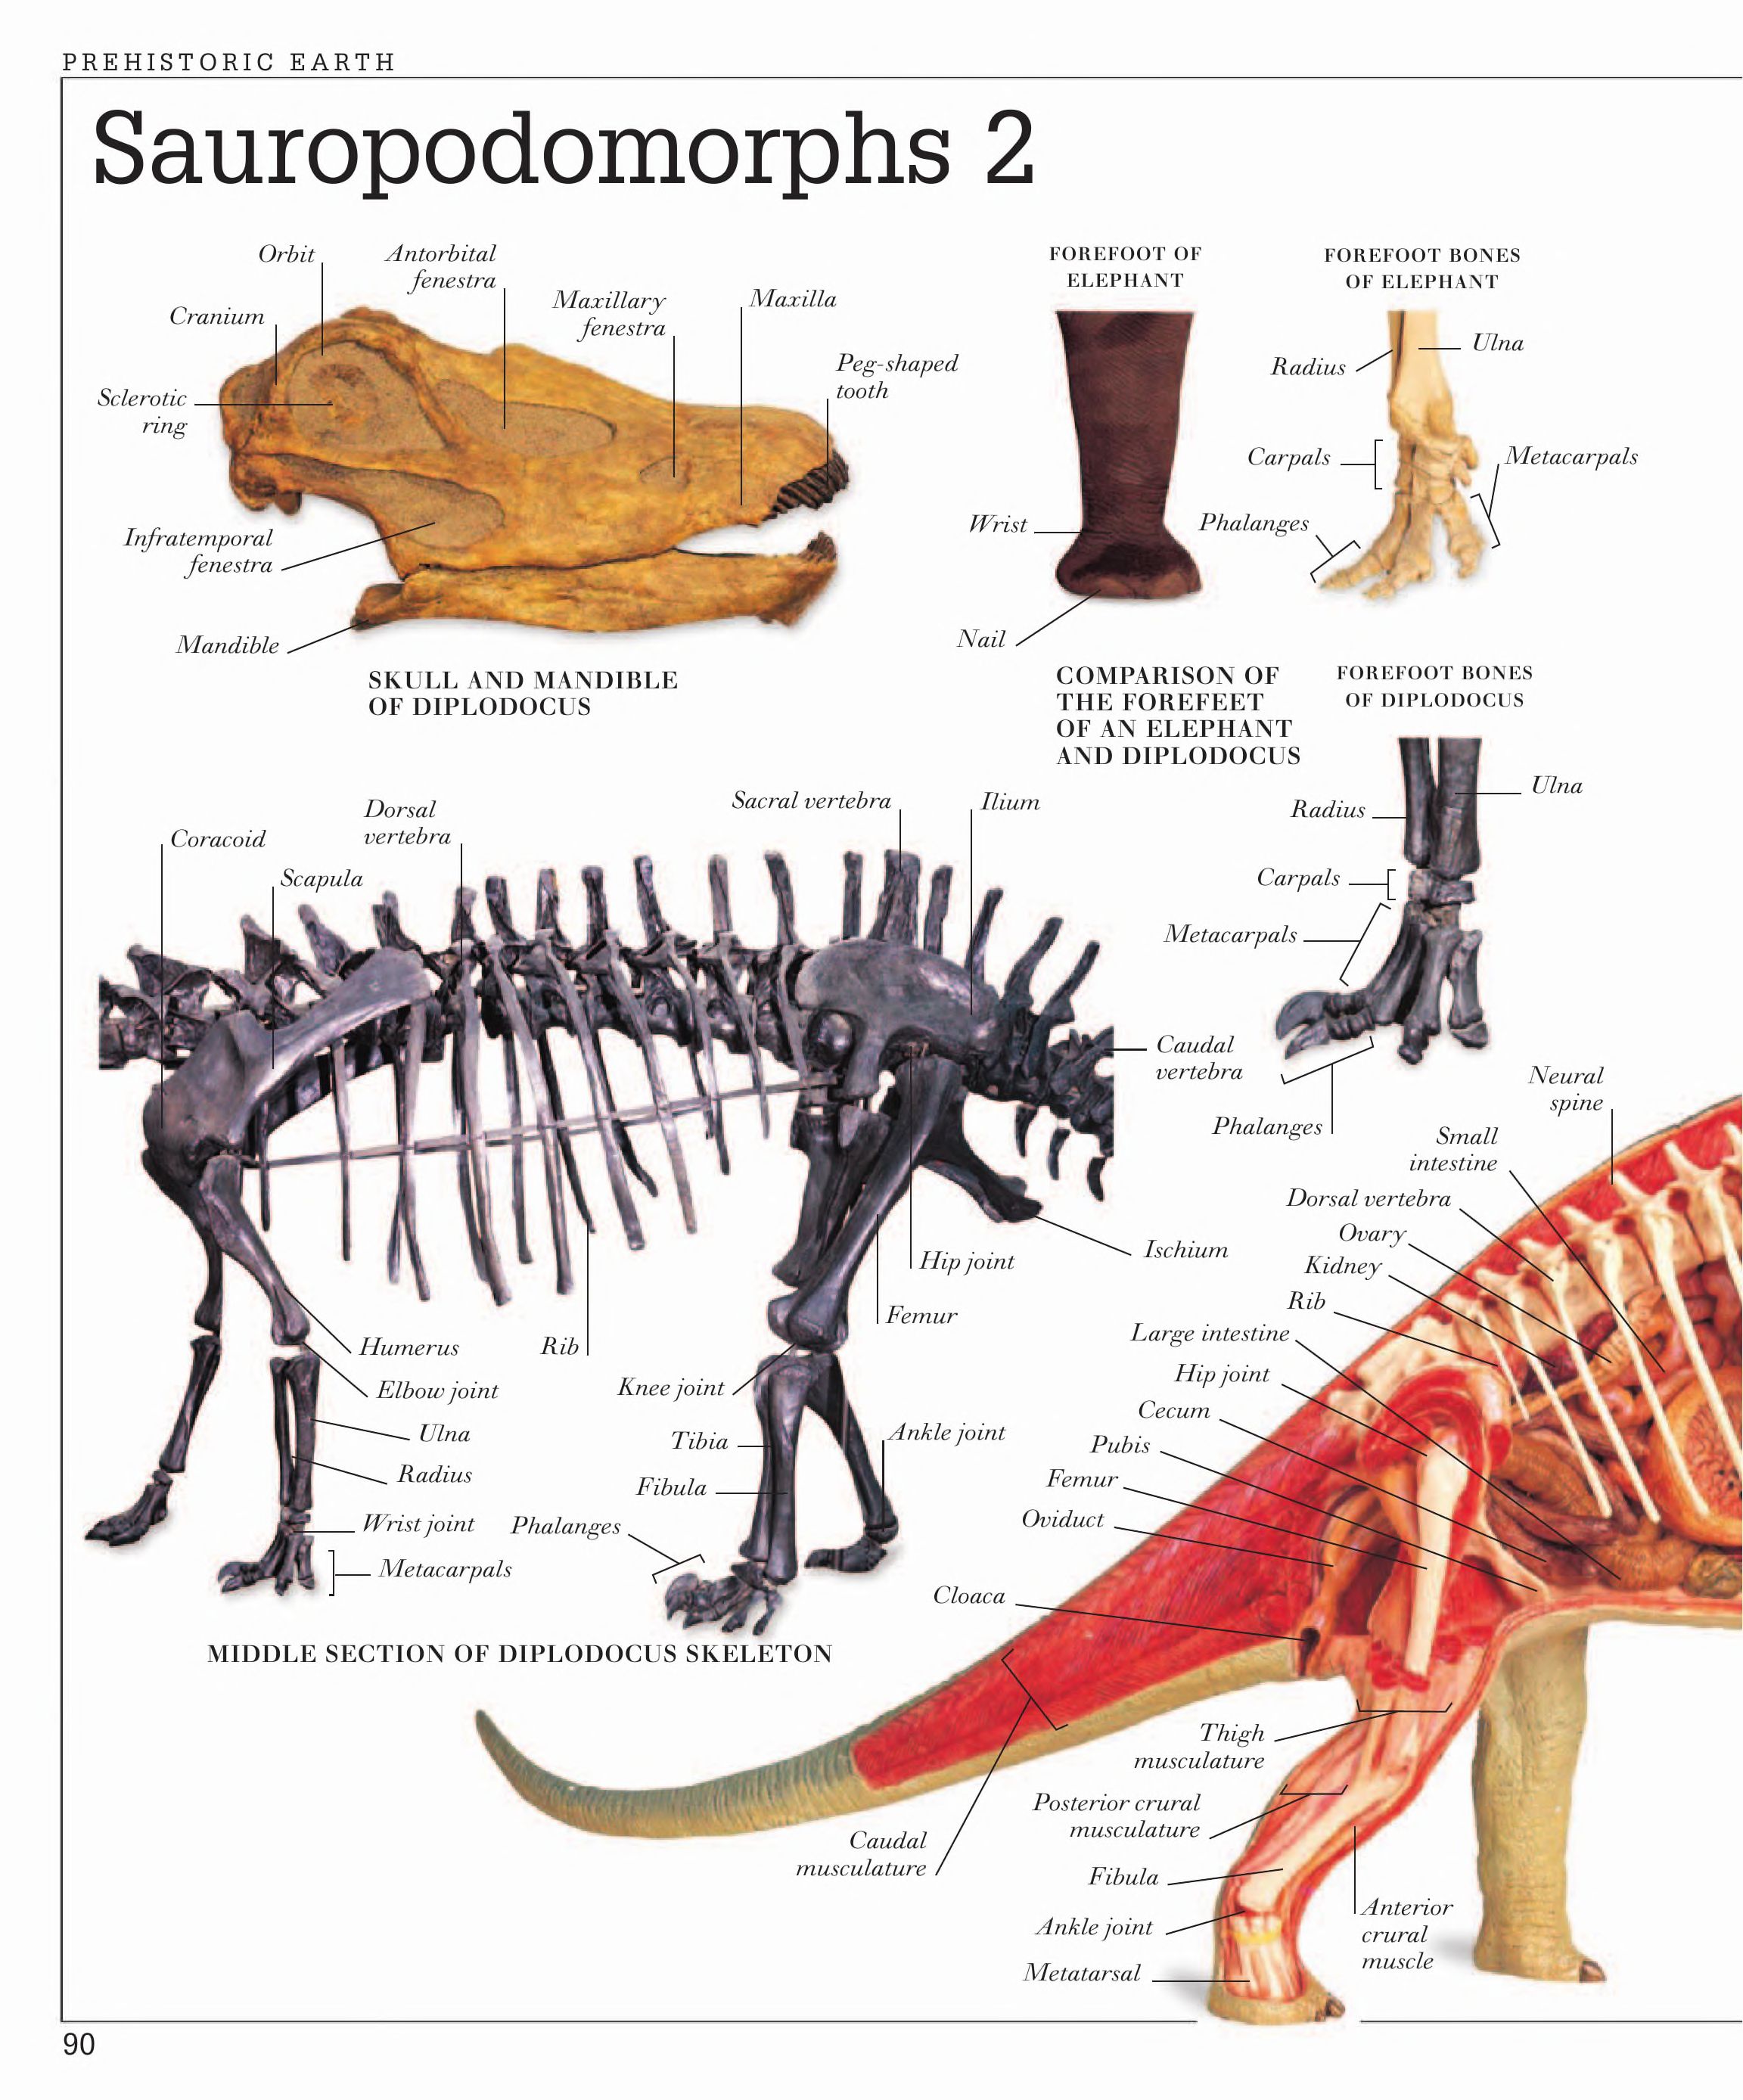 PREHISTORIC EARTH
Sauropodomorphs 2
Orbit
Antorbital
fenestra
Cranium
Maxillary
fenestra
Maxilla
Peg-shaped
tooth
Sclerotic
ring
Infratemporal
fenestra
Mandible
SKULL AND MANDIBLE
OF DIPLODOCUS
FOREFOOT OF
ELEPHANT
Wrist
Nail
FOREFOOT BONES
OF ELEPHANT
Ulna
Radius
Carpals
Metacarpals
Phalanges
COMPARISON OF
THE FOREFEET
OF AN ELEPHANT
AND DIPLODOCUS
FOREFOOT BONES
OF DIPLODOCUS
Ulna
Radius
Carpals
Metacarpals
Phalanges
Coracoid
Scapula
Dorsal
vertebra
Sacral vertebra
Ilium
Caudal
vertebra
Ischium
Hip joint
Femur
Humerus
Rib
Elbow joint
Knee joint
Ulna
Tibia
Ankle joint
Radius
Fibula
Wrist joint
Phalanges
Metacarpals
MIDDLE SECTION OF DIPLODOCUS SKELETON
Neural
spine
Small
intestine
Dorsal vertebra
Ovary
Kidney
Rib
Large intestine
Hip joint
Cecum
Pubis
Femur
Oviduct
Cloaca
Thigh
musculature
Posterior crural
musculature
Caudal
musculature
Fibula
Ankle joint
Anterior
crural
muscle
Metatarsal
90